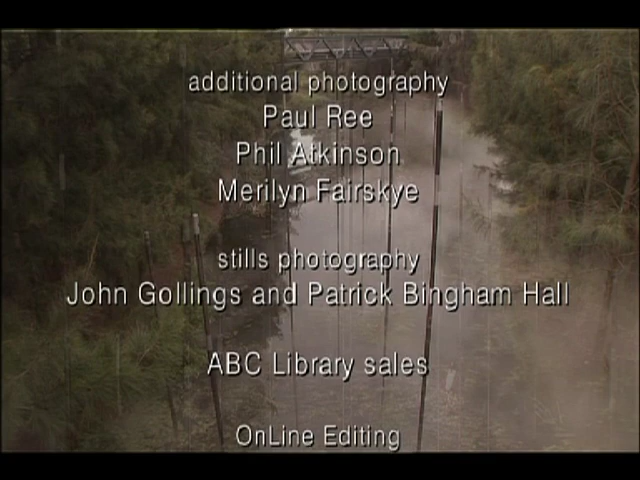 additional photography
Paul Ree
Phil Atkinson
Merilyn Fairskye
stills photography
John Gollings and Patrick Bingham Hall
ABC Library sales
OnLine Editing